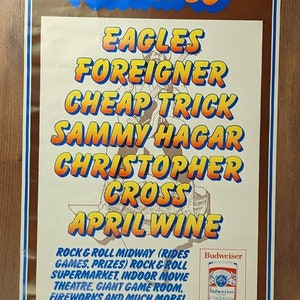 EAGLES
FOREIGNER
CHEAP TRICK
SAMMY HAGAR
CHRISTOPHER
CROSS
APRIL WINE
ROCK & ROLL MIDWAY (RIDES
GAMES, PRIZES) ROCK & ROLL
SUPERMARKET, INDOOR MOVIE
THEATRE, GIANT GAME ROOM,
FIREWORKS AND MUCH MORE!
Budweiser
Budweiser